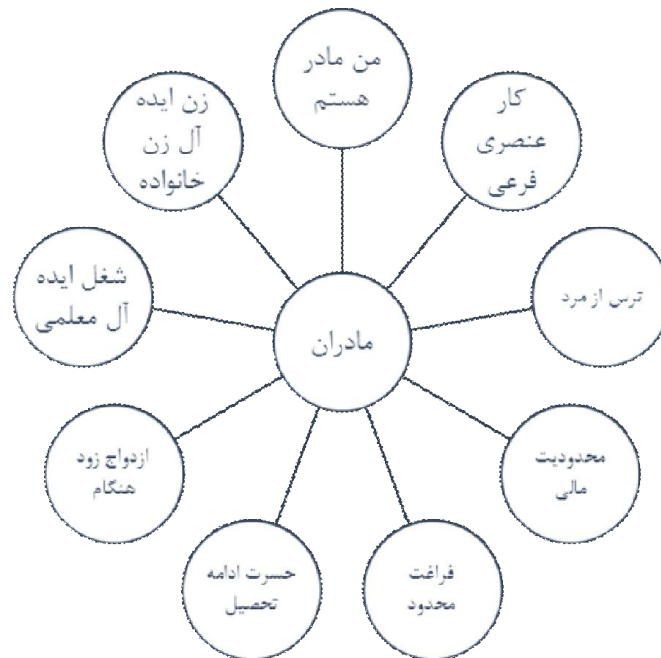 من مادر
هستم
کار
عنصری
فرعی
ترس از مرد
محدودیت
مالی
فراغت
محدود
حسرت ادامه
تحصیل
ازدواج زود
هنگام
شغل ایده
آل معلمی
زن ایده
آل زن
خانواده
مادران